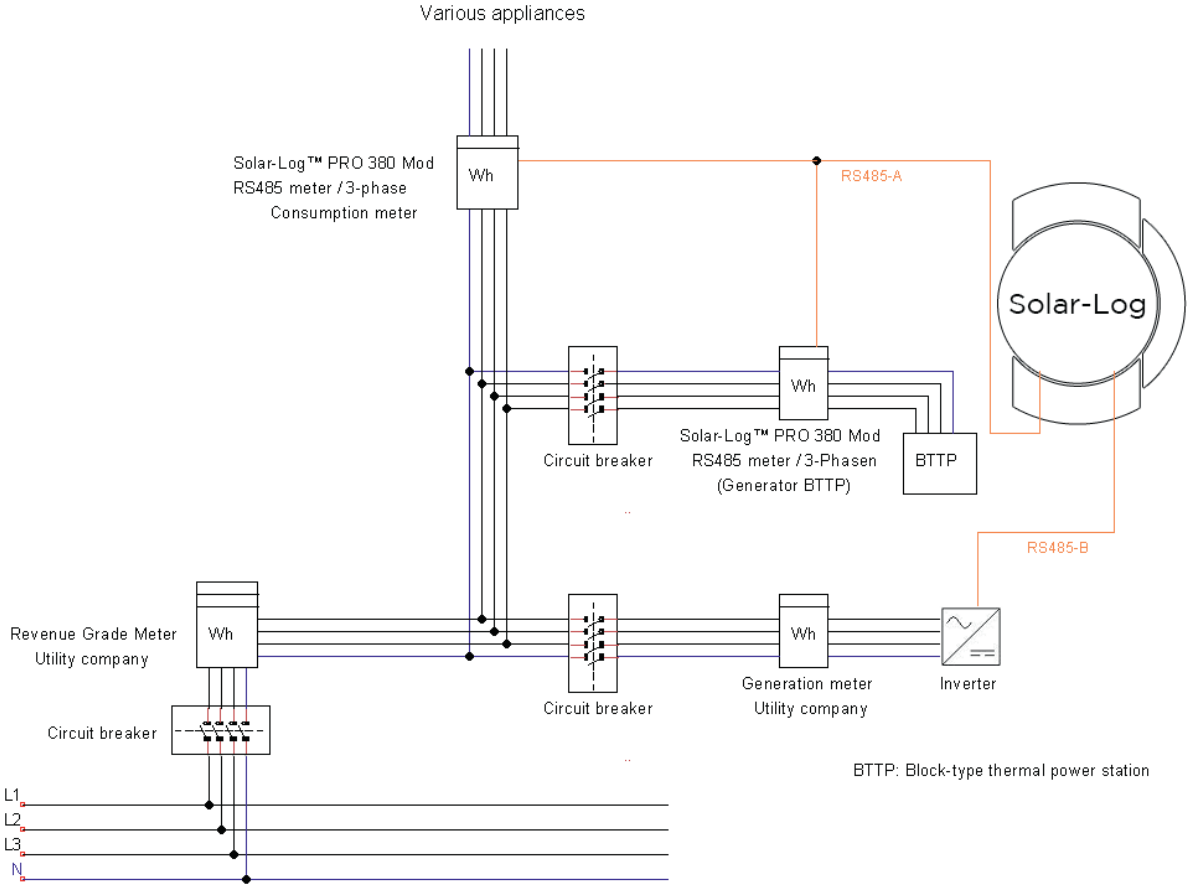 Various appliances
Solar-Log™ PRO 380 Mod
RS485 meter / 3-phase
Consumption meter
Wh
RS485-A
Solar-Log
Wh
Circuit breaker
Solar-Log™ PRO 380 Mod
RS485 meter / 3-Phasen
(Generator BTTP)
BTTP
RS485-B
Revenue Grade Meter
Utility company
Wh
Wh
Circuit breaker
Generation meter
Utility company
Inverter
Circuit breaker
BTTP: Block-type thermal power station
L1
L2
L3
N